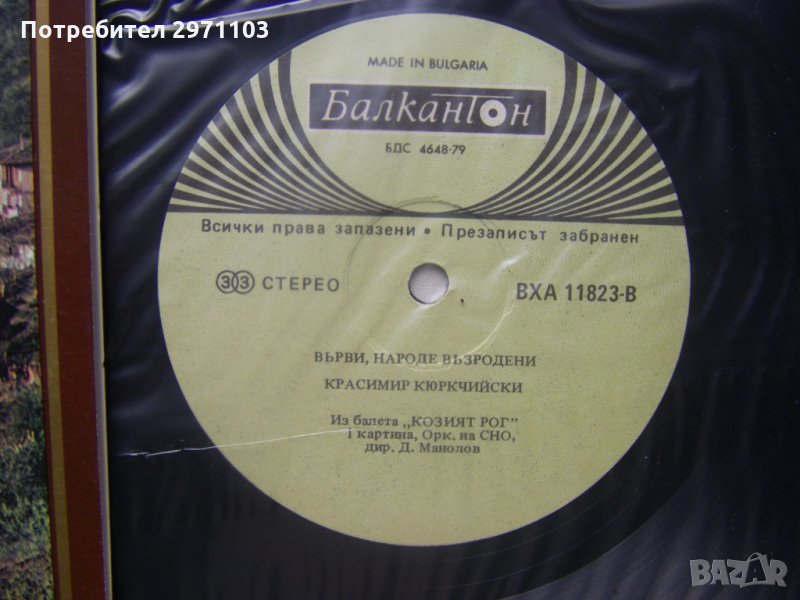 Потребител 2971103
MADE IN BULGARIA
Балкантон
БДС 4648-79
Всички права запазени • Презаписът забранен
33 СТЕРЕО
ВХА 11823-В
ВЪРВИ, НАРОДЕ ВЪЗРОДЕНИ
КРАСИМИР КЮРКЧИЙСКИ
Из балета „КОЗИЯТ РОГ"
I картина, Орк. на СНО,
дир. Д. Манолов
BAZAR